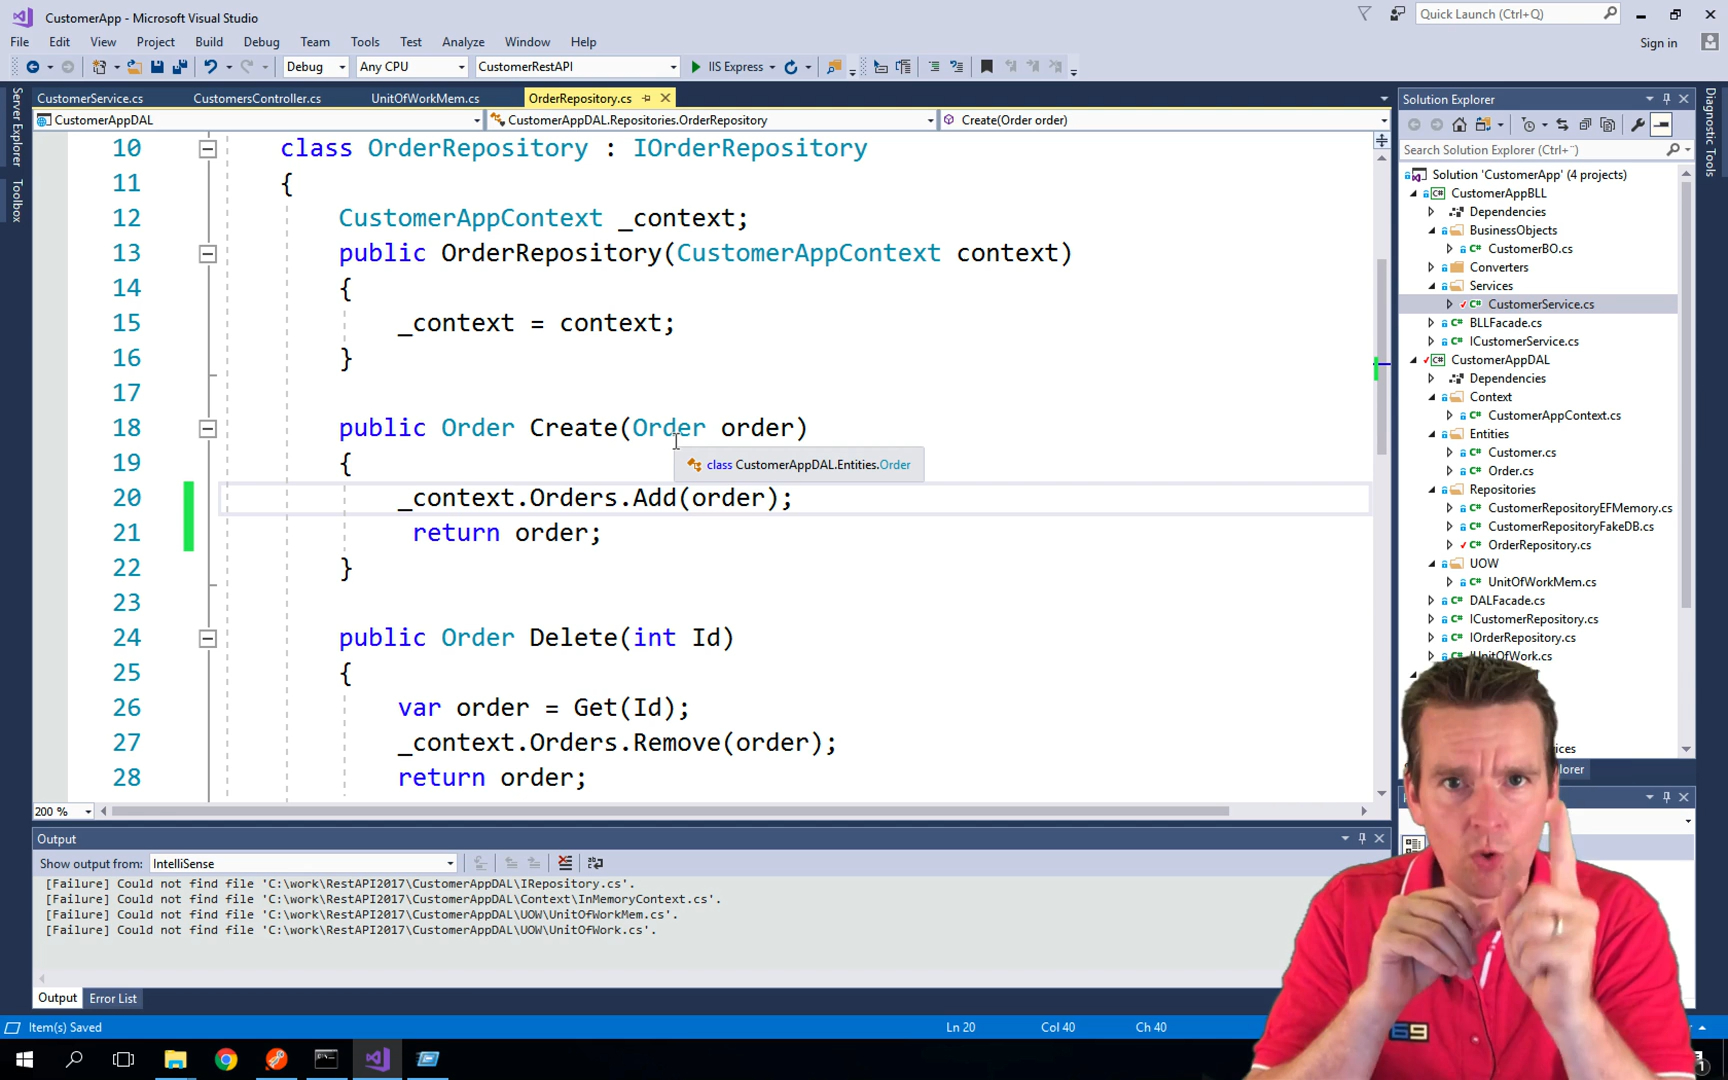 CustomerApp - Microsoft Visual Studio
Quick Launch (Ctrl+Q)
File Edit View Project Build Debug Team Tools Test Analyze Window Help
Sign in
Debug Any CPU CustomerRestAPI IIS Express
Server Explorer
Toolbox
CustomerService.cs CustomersController.cs UnitOfWorkMem.cs OrderRepository.cs
CustomerAppDAL CustomerAppDAL.Repositories.OrderRepository Create(Order order)
10 class OrderRepository : IOrderRepository
11 {
12 CustomerAppContext _context;
13 public OrderRepository(CustomerAppContext context)
14 {
15 _context = context;
16 }
17
18 public Order Create(Order order)
19 {
class CustomerAppDAL.Entities.Order
20 _context.Orders.Add(order);
21 return order;
22 }
23
24 public Order Delete(int Id)
25 {
26 var order = Get(Id);
27 _context.Orders.Remove(order);
28 return order;
200 %
Output
Show output from: IntelliSense
[Failure] Could not find file 'C:\work\RestAPI2017\CustomerAppDAL\IRepository.cs'.
[Failure] Could not find file 'C:\work\RestAPI2017\CustomerAppDAL\Context\InMemoryContext.cs'.
[Failure] Could not find file 'C:\work\RestAPI2017\CustomerAppDAL\UOW\UnitOfWorkMem.cs'.
[Failure] Could not find file 'C:\work\RestAPI2017\CustomerAppDAL\UOW\UnitOfWork.cs'.
Output Error List
Item(s) Saved Ln 20 Col 40 Ch 40
Solution Explorer
Search Solution Explorer (Ctrl+¨)
Solution 'CustomerApp' (4 projects)
CustomerAppBLL
Dependencies
BusinessObjects
CustomerBO.cs
Converters
Services
CustomerService.cs
BLLFacade.cs
ICustomerService.cs
CustomerAppDAL
Dependencies
Context
CustomerAppContext.cs
Entities
Customer.cs
Order.cs
Repositories
CustomerRepositoryEFMemory.cs
CustomerRepositoryFakeDB.cs
OrderRepository.cs
UOW
UnitOfWorkMem.cs
DALFacade.cs
ICustomerRepository.cs
IOrderRepository.cs
IUnitOfWork.cs
ices
lorer
Diagnostic Tools
69
1